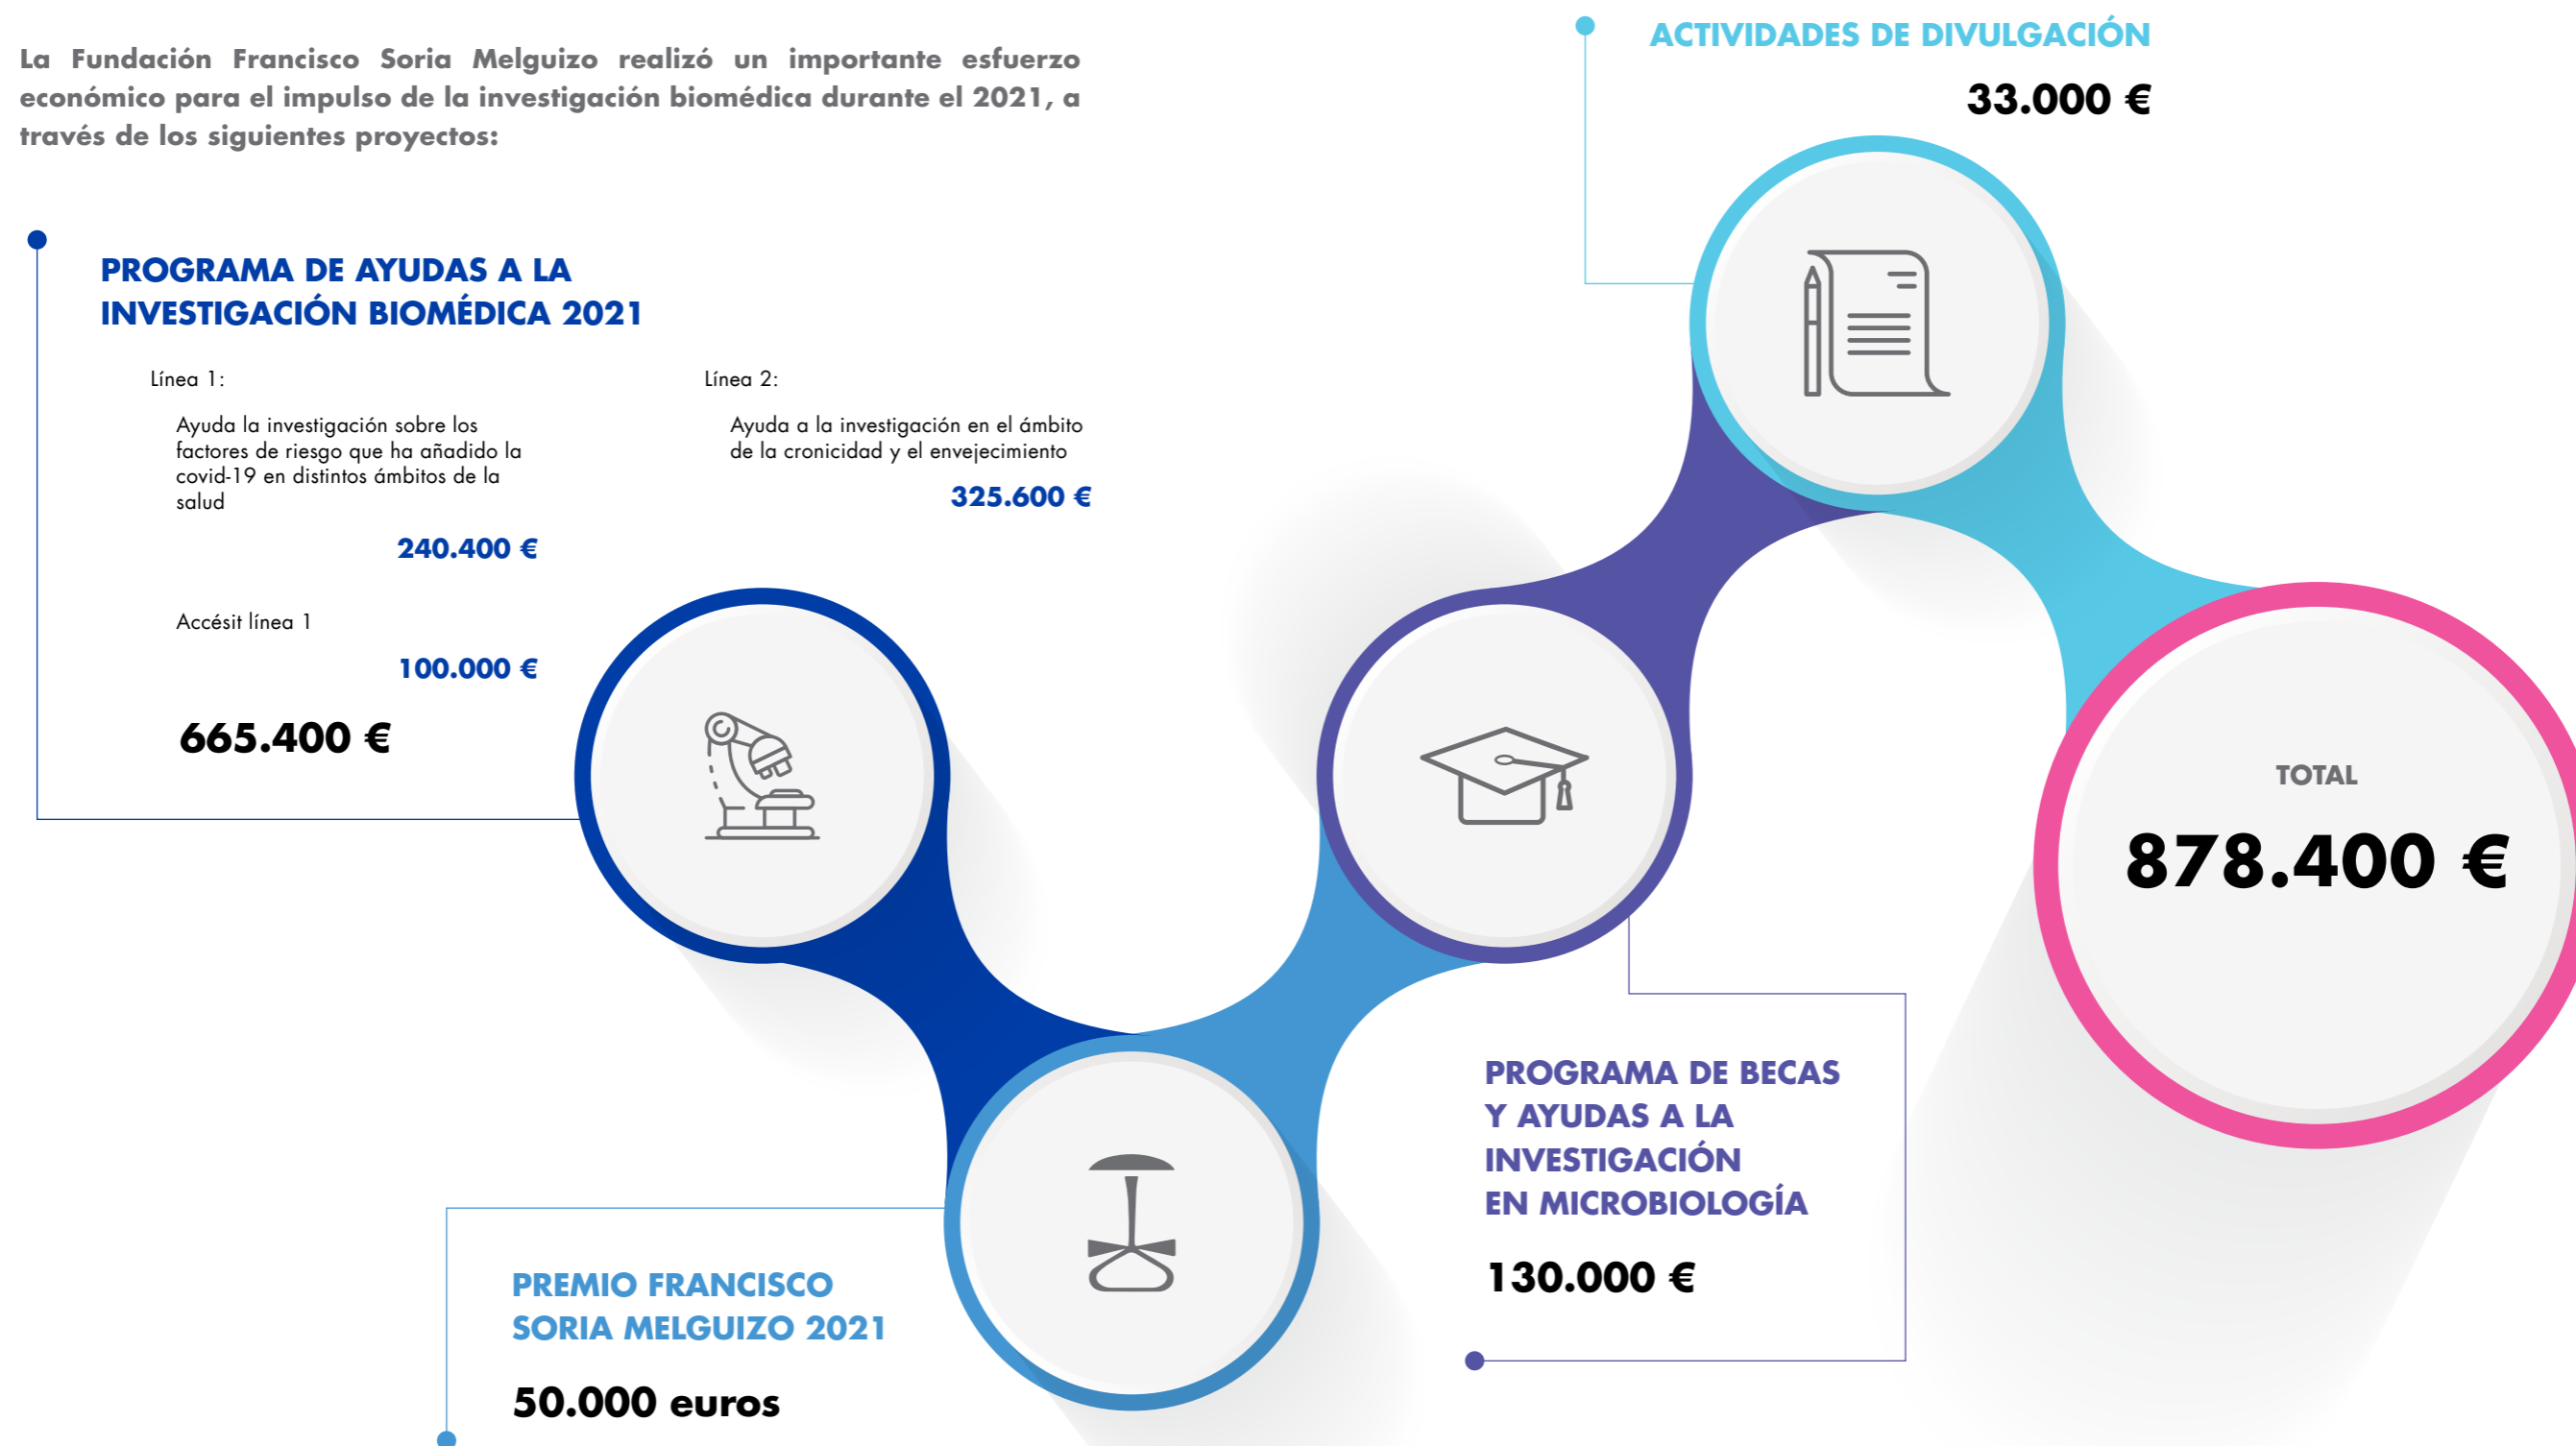 La Fundación Francisco Soria Melguizo realizó un importante esfuerzo
económico para el impulso de la investigación biomédica durante el 2021, a
través de los siguientes proyectos:
PROGRAMA DE AYUDAS A LA
INVESTIGACIÓN BIOMÉDICA 2021
Línea 1:
Ayuda la investigación sobre los
factores de riesgo que ha añadido la
covid-19 en distintos ámbitos de la
salud
240.400 €
Accésit línea 1
100.000 €
665.400 €
Línea 2:
Ayuda a la investigación en el ámbito
de la cronicidad y el envejecimiento
325.600 €
PREMIO FRANCISCO
SORIA MELGUIZO 2021
50.000 euros
PROGRAMA DE BECAS
Y AYUDAS A LA
INVESTIGACIÓN
EN MICROBIOLOGÍA
130.000 €
ACTIVIDADES DE DIVULGACIÓN
33.000 €
TOTAL
878.400 €